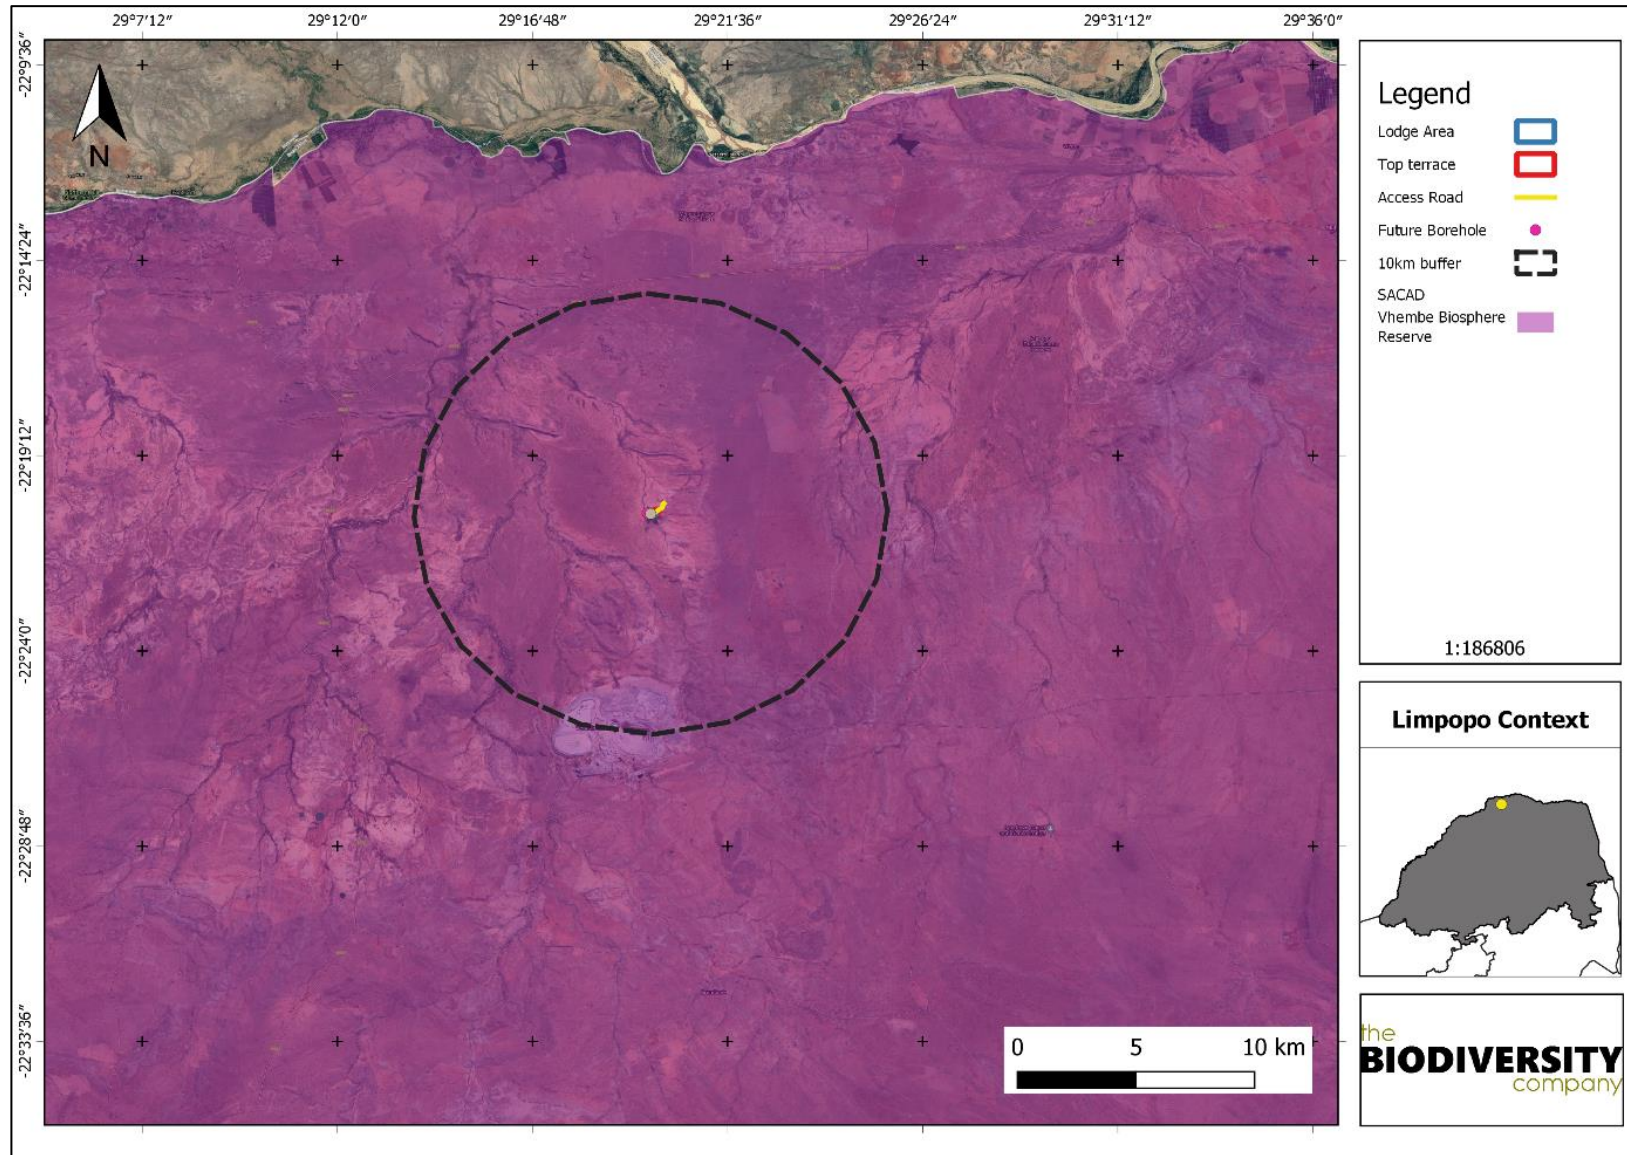 29°7′12″ 29°12′0″ 29°16′48″ 29°21′36″ 29°26′24″ 29°31′12″ 29°36′0″
-22°9′36″
-22°14′24″
-22°19′12″
-22°24′0″
-22°28′48″
-22°33′36″
N
0 5 10 km
Legend
Lodge Area
Top terrace
Access Road
Future Borehole
10km buffer
SACAD
Vhembe Biosphere
Reserve
1:186806
Limpopo Context
the
BIODIVERSITY
company